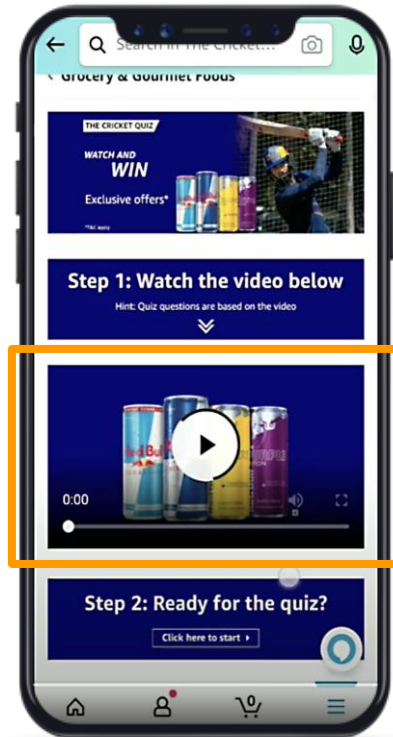 Search in The Cricket...
< Grocery & Gourmet Foods
THE CRICKET QUIZ
WATCH AND
WIN
Exclusive offers*
*T&C apply
Step 1: Watch the video below
Hint: Quiz questions are based on the video
Red Bull
0:00
Step 2: Ready for the quiz?
Click here to start
0